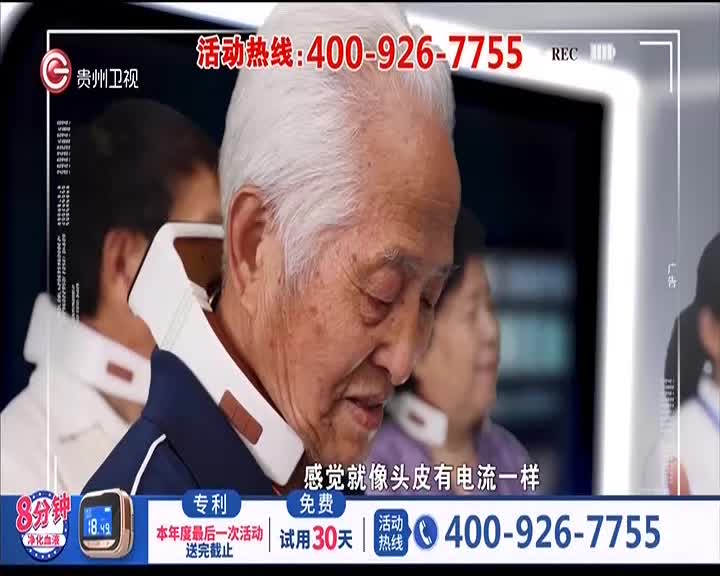 活动热线:400-926-7755
REC
贵州卫视
广告
感觉就像头皮有电流一样
8分钟
净化血液
18.49
专利
本年度最后一次活动
送完截止
免费
试用30天
活动
热线
400-926-7755